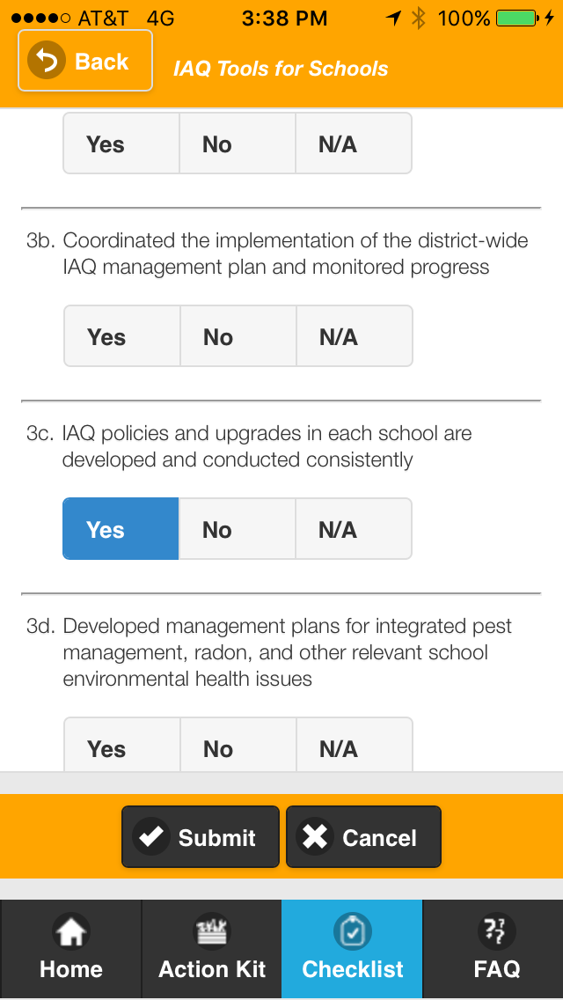 AT&T 4G 3:38 PM 100%
Back IAQ Tools for Schools
Yes No N/A
3b. Coordinated the implementation of the district-wide
IAQ management plan and monitored progress
Yes No N/A
3c. IAQ policies and upgrades in each school are
developed and conducted consistently
Yes No N/A
3d. Developed management plans for integrated pest
management, radon, and other relevant school
environmental health issues
Yes No N/A
Submit Cancel
Home Action Kit Checklist FAQ